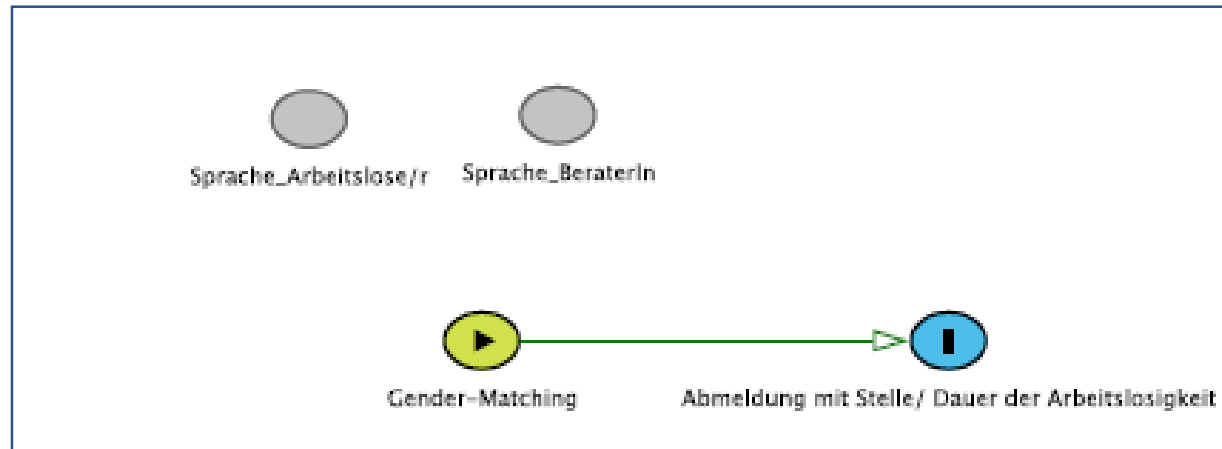 Sprache_Arbeitslose/r
Sprache_BeraterIn
Gender-Matching
Abmeldung mit Stelle/ Dauer der Arbeitslosigkeit